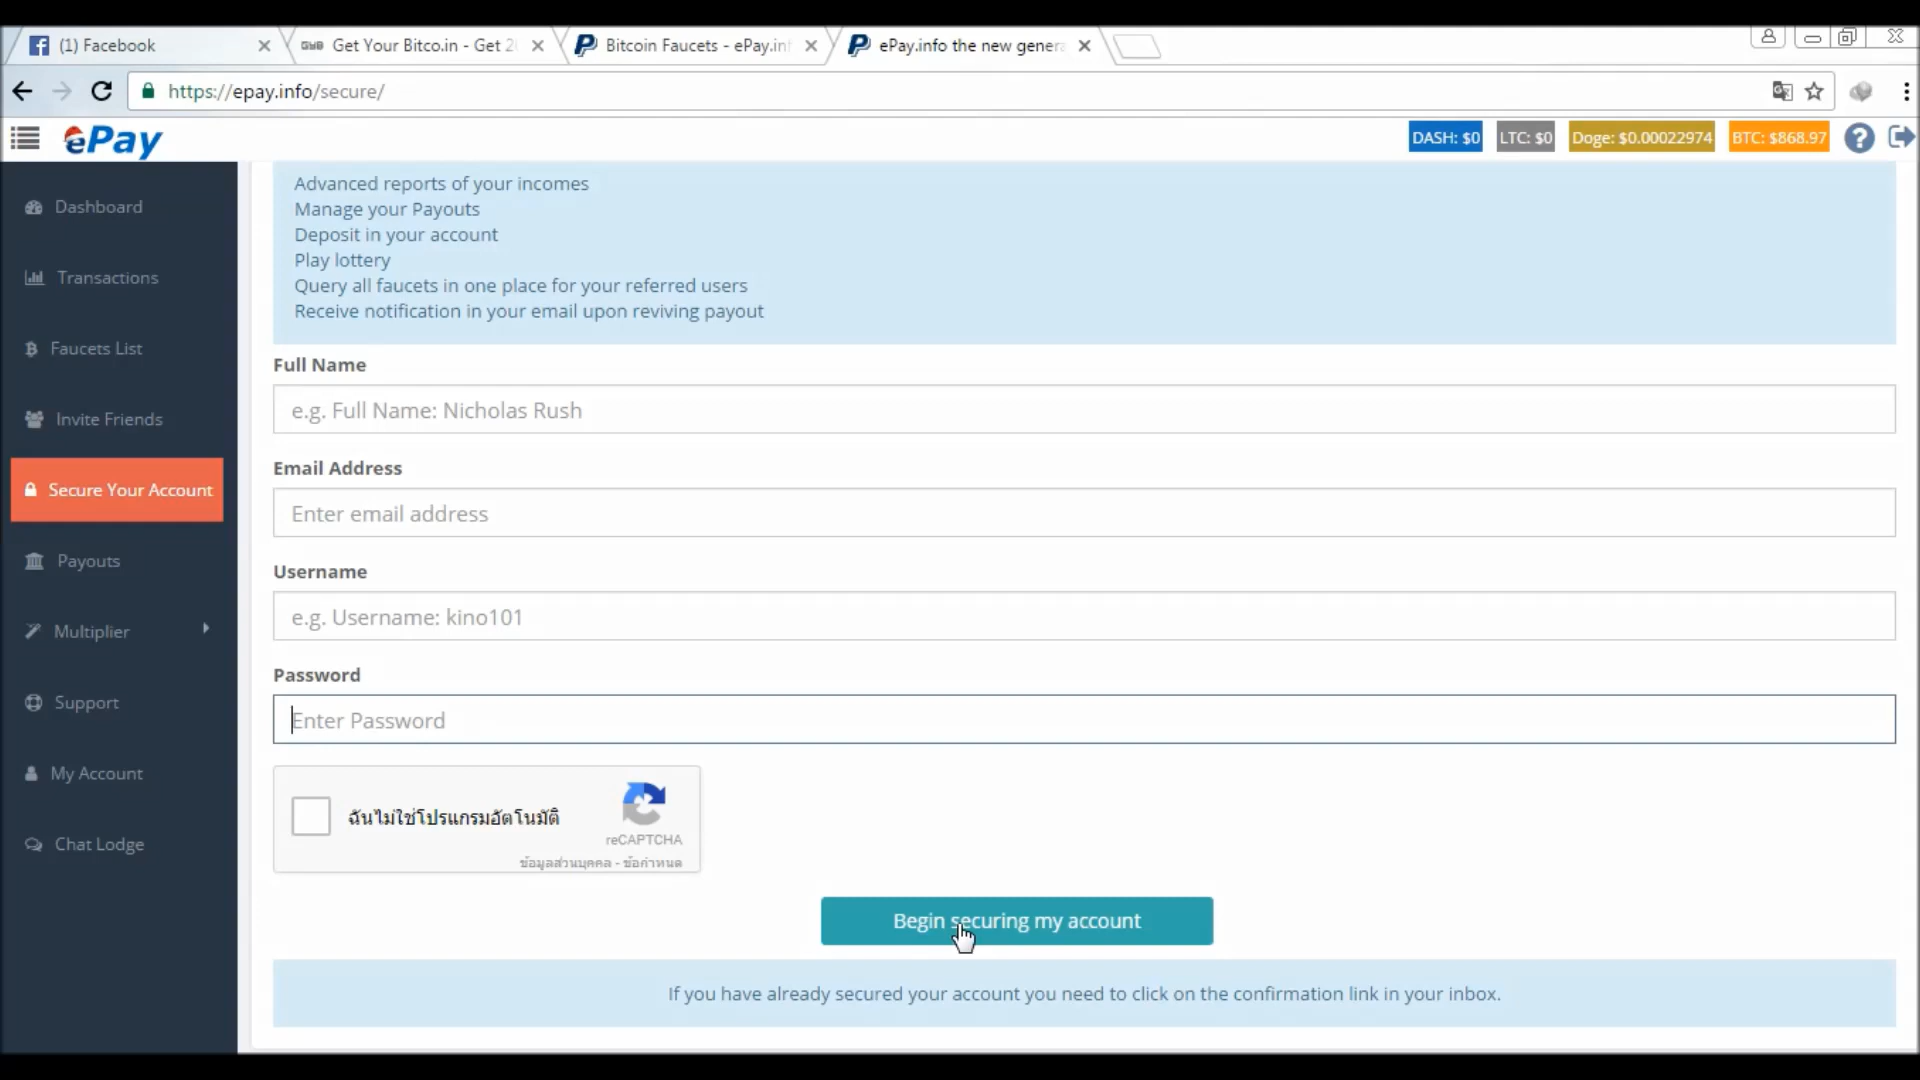 (1) Facebook
Get Your Bitco.in - Get 2
Bitcoin Faucets - ePay.inf
ePay.info the new genera
https://epay.info/secure/
ePay
DASH: $0
LTC: $0
Doge: $0.00022974
BTC: $868.97
Dashboard
Transactions
Faucets List
Invite Friends
Secure Your Account
Payouts
Multiplier
Support
My Account
Chat Lodge
Advanced reports of your incomes
Manage your Payouts
Deposit in your account
Play lottery
Query all faucets in one place for your referred users
Receive notification in your email upon reviving payout
Full Name
e.g. Full Name: Nicholas Rush
Email Address
Enter email address
Username
e.g. Username: kino101
Password
Enter Password
ฉันไม่ใช่โปรแกรมอัตโนมัติ
reCAPTCHA
ข้อมูลส่วนบุคคล - ข้อกำหนด
Begin securing my account
If you have already secured your account you need to click on the confirmation link in your inbox.